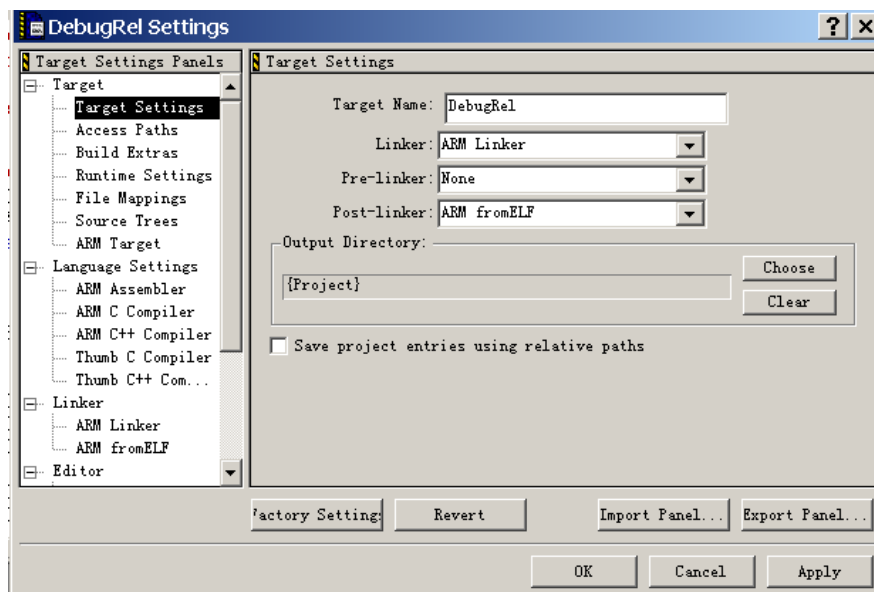 DebugRel Settings
Target Settings Panels
Target
Target Settings
Access Paths
Build Extras
Runtime Settings
File Mappings
Source Trees
ARM Target
Language Settings
ARM Assembler
ARM C Compiler
ARM C++ Compiler
Thumb C Compiler
Thumb C++ Com...
Linker
ARM Linker
ARM fromELF
Editor
Target Settings
Target Name: DebugRel
Linker: ARM Linker
Pre-linker: None
Post-linker: ARM fromELF
Output Directory:
{Project}
Choose
Clear
Save project entries using relative paths
Factory Settings Revert Import Panel... Export Panel...
OK Cancel Apply